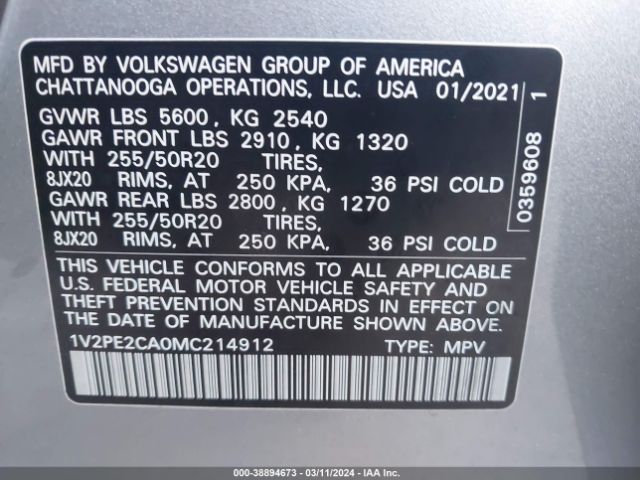 MFD BY VOLKSWAGEN GROUP OF AMERICA
CHATTANOOGA OPERATIONS, LLC. USA 01/2021
GVWR LBS 5600, KG 2540
GAWR FRONT LBS 2910, KG 1320
WITH 255/50R20 TIRES,
8JX20 RIMS, AT 250 KPA, 36 PSI COLD
GAWR REAR LBS 2800, KG 1270
WITH 255/50R20 TIRES,
8JX20 RIMS, AT 250 KPA, 36 PSI COLD
0359608 1
THIS VEHICLE CONFORMS TO ALL APPLICABLE
U.S. FEDERAL MOTOR VEHICLE SAFETY AND
THEFT PREVENTION STANDARDS IN EFFECT ON
THE DATE OF MANUFACTURE SHOWN ABOVE.
1V2PE2CA0MC214912 TYPE: MPV
© IAA - 38894673 - 03/11/2024 - IAAI.COM